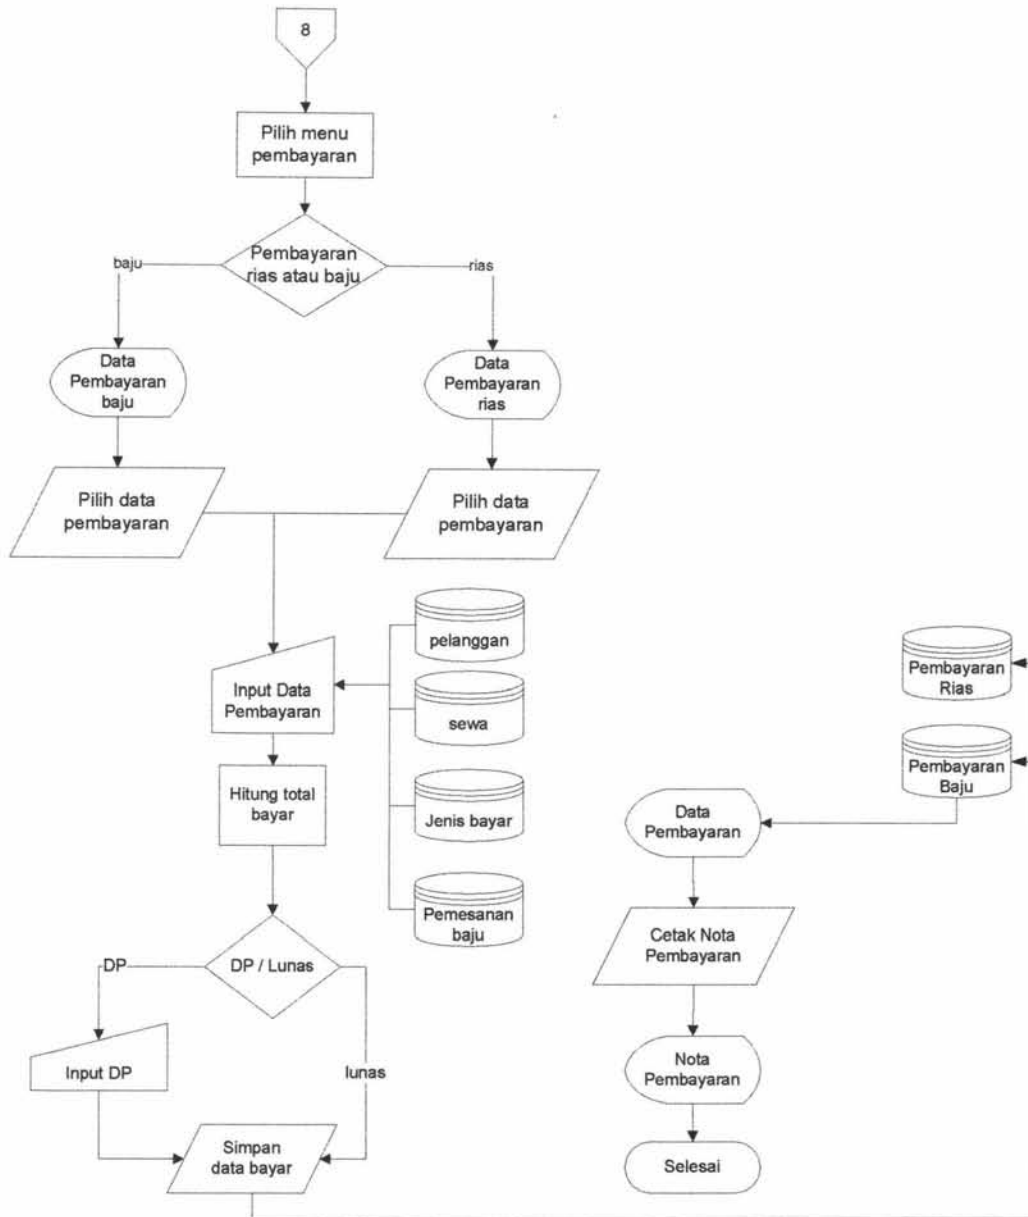 8
Pilih menu
pembayaran
Pembayaran
rias atau baju
baju
rias
Data
Pembayaran
baju
Data
Pembayaran
rias
Pilih data
pembayaran
Pilih data
pembayaran
pelanggan
Input Data
Pembayaran
sewa
Hitung total
bayar
Jenis bayar
Pemesanan
baju
DP / Lunas
DP
Input DP
lunas
Simpan
data bayar
Pembayaran
Rias
Pembayaran
Baju
Data
Pembayaran
Cetak Nota
Pembayaran
Nota
Pembayaran
Selesai